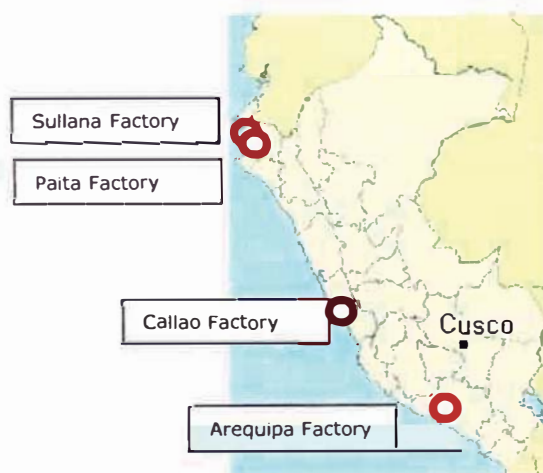 Sullana Factory
Paita Factory
Callao Factory
Cusco
Arequipa Factory